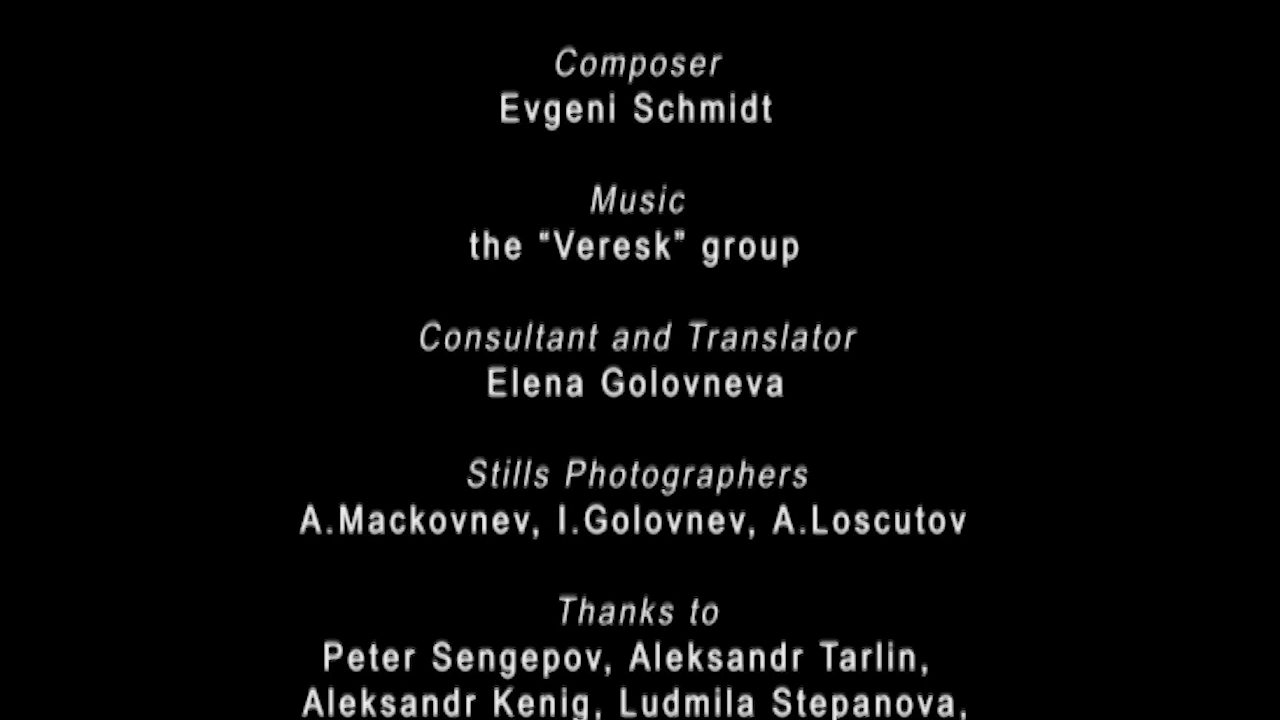 Composer
Evgeni Schmidt
Music
the “Veresk” group
Consultant and Translator
Elena Golovneva
Stills Photographers
A.Mackovnev, I.Golovnev, A.Loscutov
Thanks to
Peter Sengepov, Aleksandr Tarlin,
Aleksandr Kenig, Ludmila Stepanova,